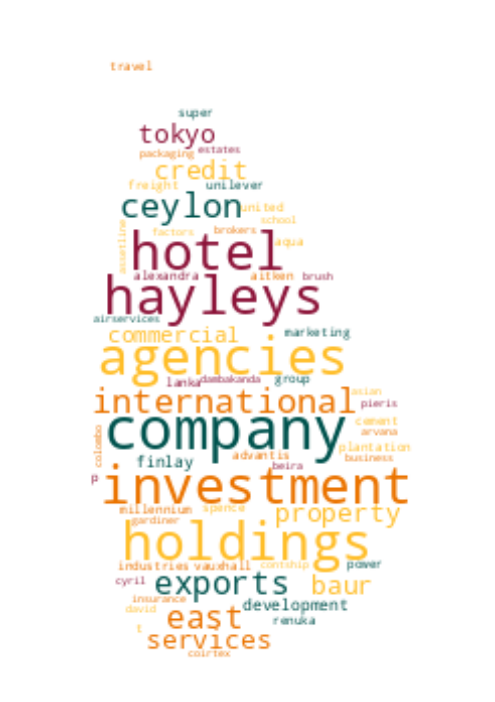 travel
super
tokyo
packaging estates
credit
freight unilever
ceylon united
school
assetline factors brokers
hotel aqua
alexandra aitken brush
hayleys
airservices
commercial marketing
agencies
lanka dambakanda group
international asian
pieris
company cement
arvana
colombo plantation
finlay advantis business
beira
p investment
millennium spence property
gardiner
holdings
industries vauxhall contship power
cyril exports baur
insurance development
david
east renuka
t services
coirtex